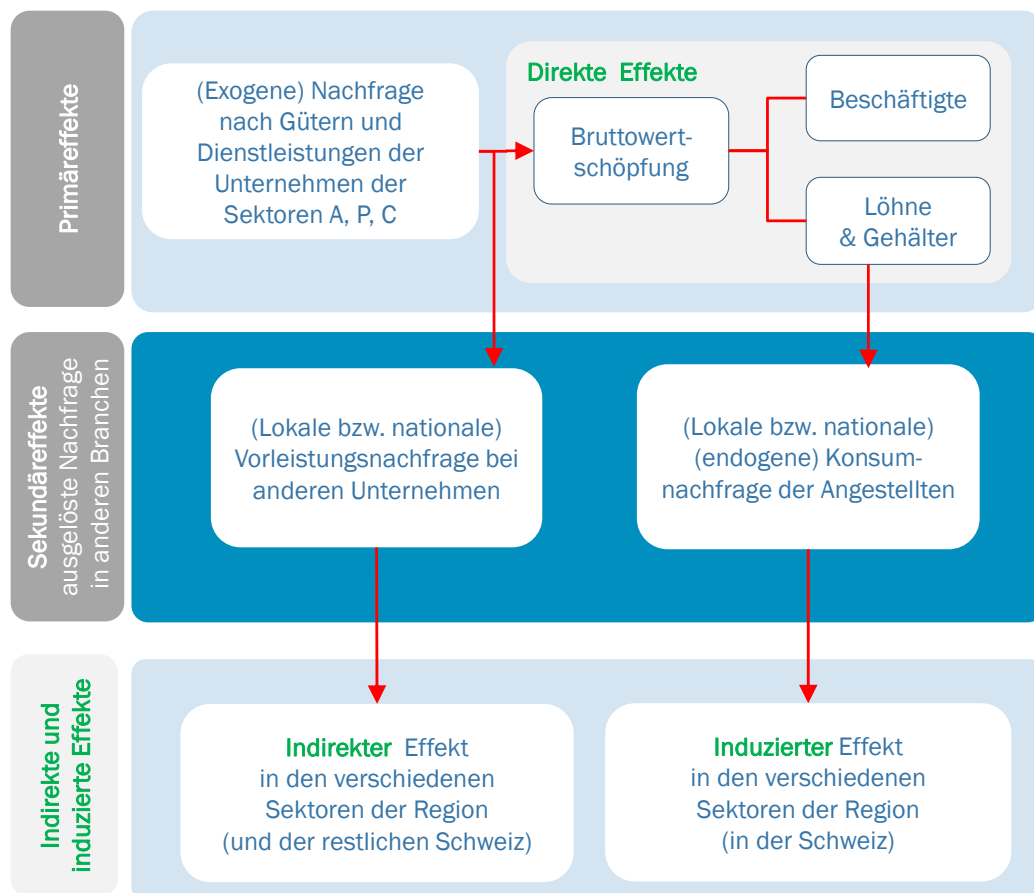 Primäreffekte
(Exogene) Nachfrage
nach Gütern und
Dienstleistungen der
Unternehmen der
Sektoren A, P, C
Direkte Effekte
Bruttowert-
schöpfung
Beschäftigte
Löhne
& Gehälter
Sekundäreffekte
ausgelöste Nachfrage
in anderen Branchen
(Lokale bzw. nationale)
Vorleistungsnachfrage bei
anderen Unternehmen
(Lokale bzw. nationale)
(endogene) Konsum-
nachfrage der Angestellten
Indirekte und
induzierte Effekte
Indirekter Effekt
in den verschiedenen
Sektoren der Region
(und der restlichen Schweiz)
Induzierter Effekt
in den verschiedenen
Sektoren der Region
(in der Schweiz)